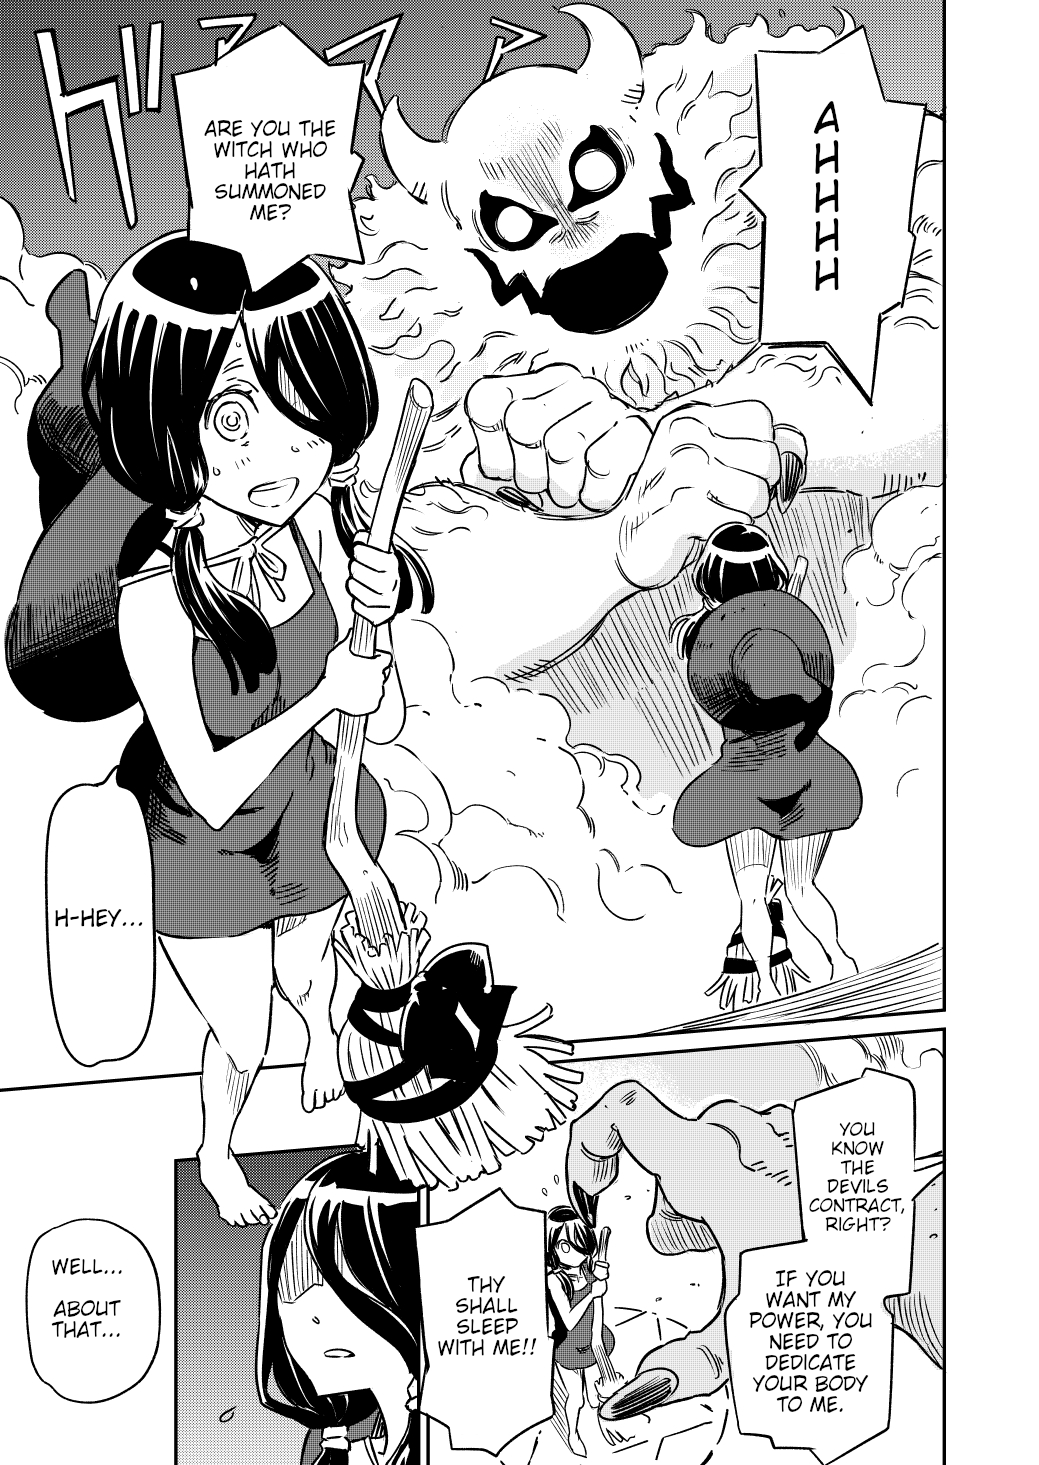 A
H
H
H
H
ドアアアア
ARE YOU THE
WITCH WHO
HATH
SUMMONED
ME?
H-HEY...
YOU
KNOW THE
DEVILS
CONTRACT,
RIGHT?
IF YOU
WANT MY
POWER, YOU
NEED TO
DEDICATE
YOUR BODY
TO ME.
THY
SHALL
SLEEP
WITH ME!!
WELL...
ABOUT
THAT...